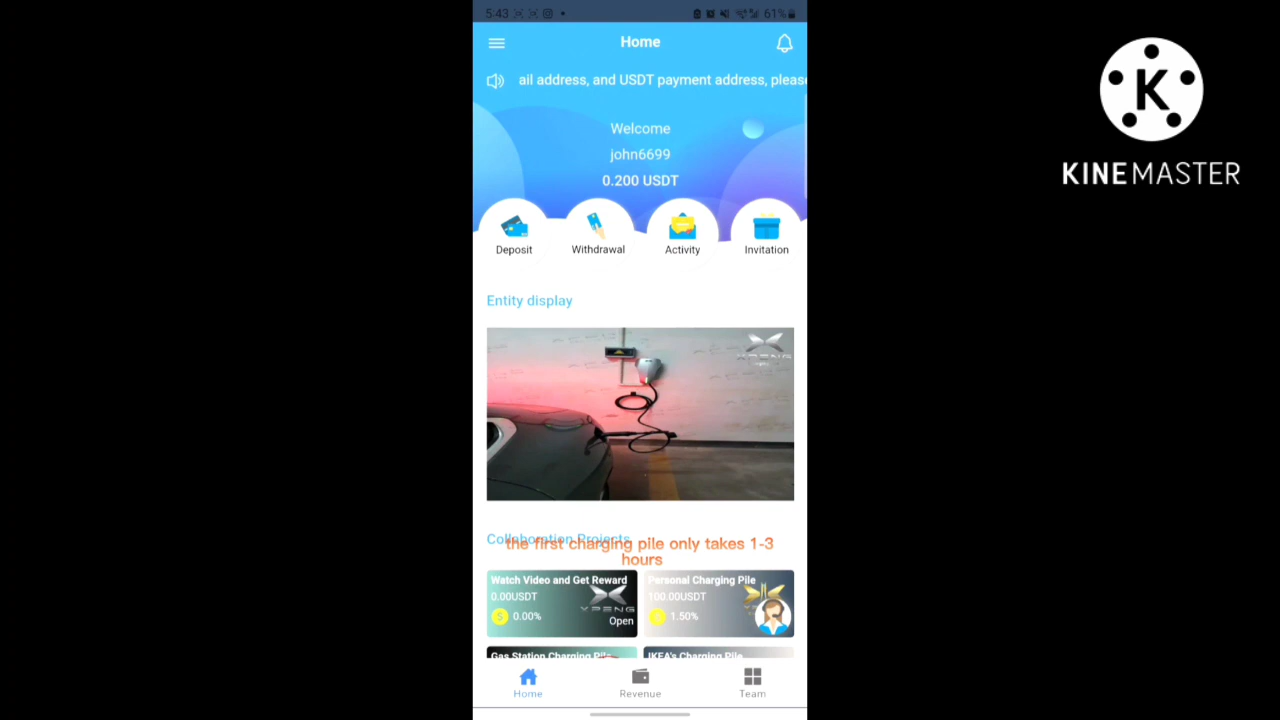 5:43
61%
Home
ail address, and USDT payment address, please
Welcome
john6699
0.200 USDT
Deposit
Withdrawal
Activity
Invitation
Entity display
XPENG
Collaboration Projects
the first charging pile only takes 1-3
hours
Watch Video and Get Reward
0.00USDT
XPENG
0.00%
Open
Personal Charging Pile
100.00USDT
1.50%
Gas Station Charging Pile
IKEA's Charging Pile
Home
Revenue
Team
K
KINEMASTER